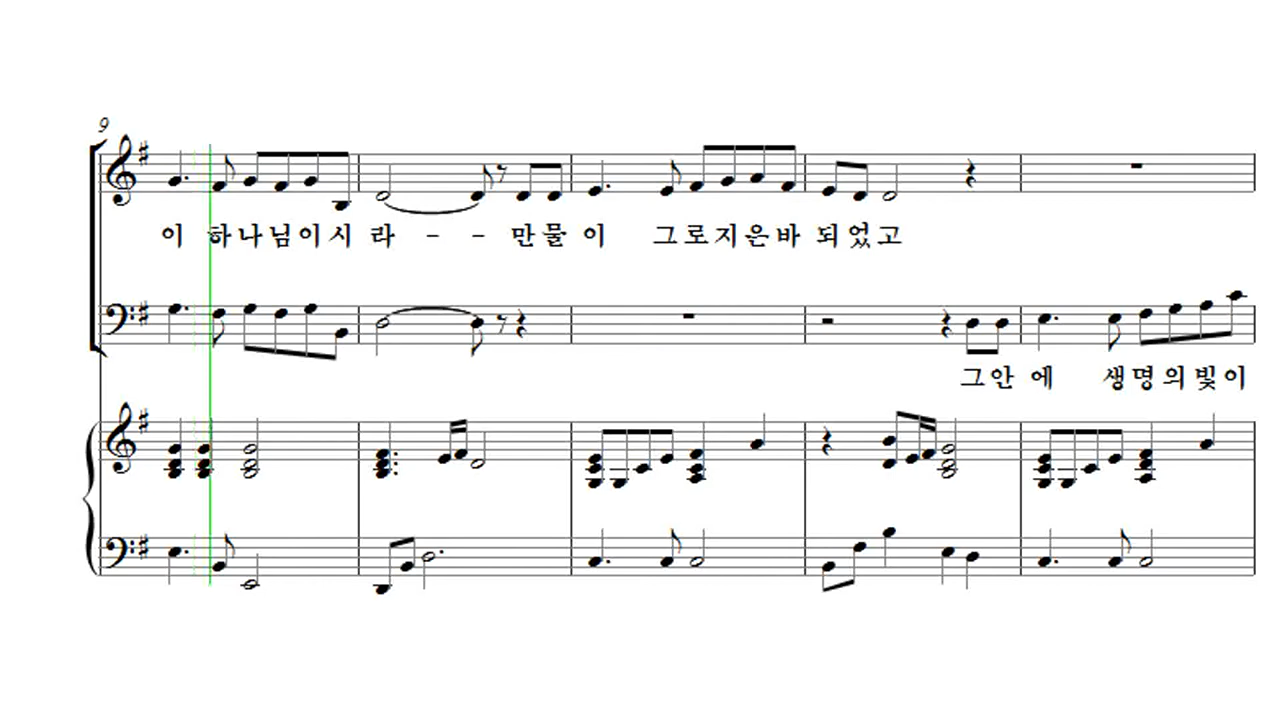 9
이 하나님이시 라 - - 만물 이 그로지은바 되었고
그안 에 생명의빛이